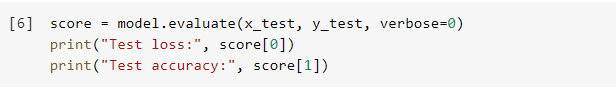 [6] score = model.evaluate(x_test, y_test, verbose=0)
print("Test loss:", score[0])
print("Test accuracy:", score[1])